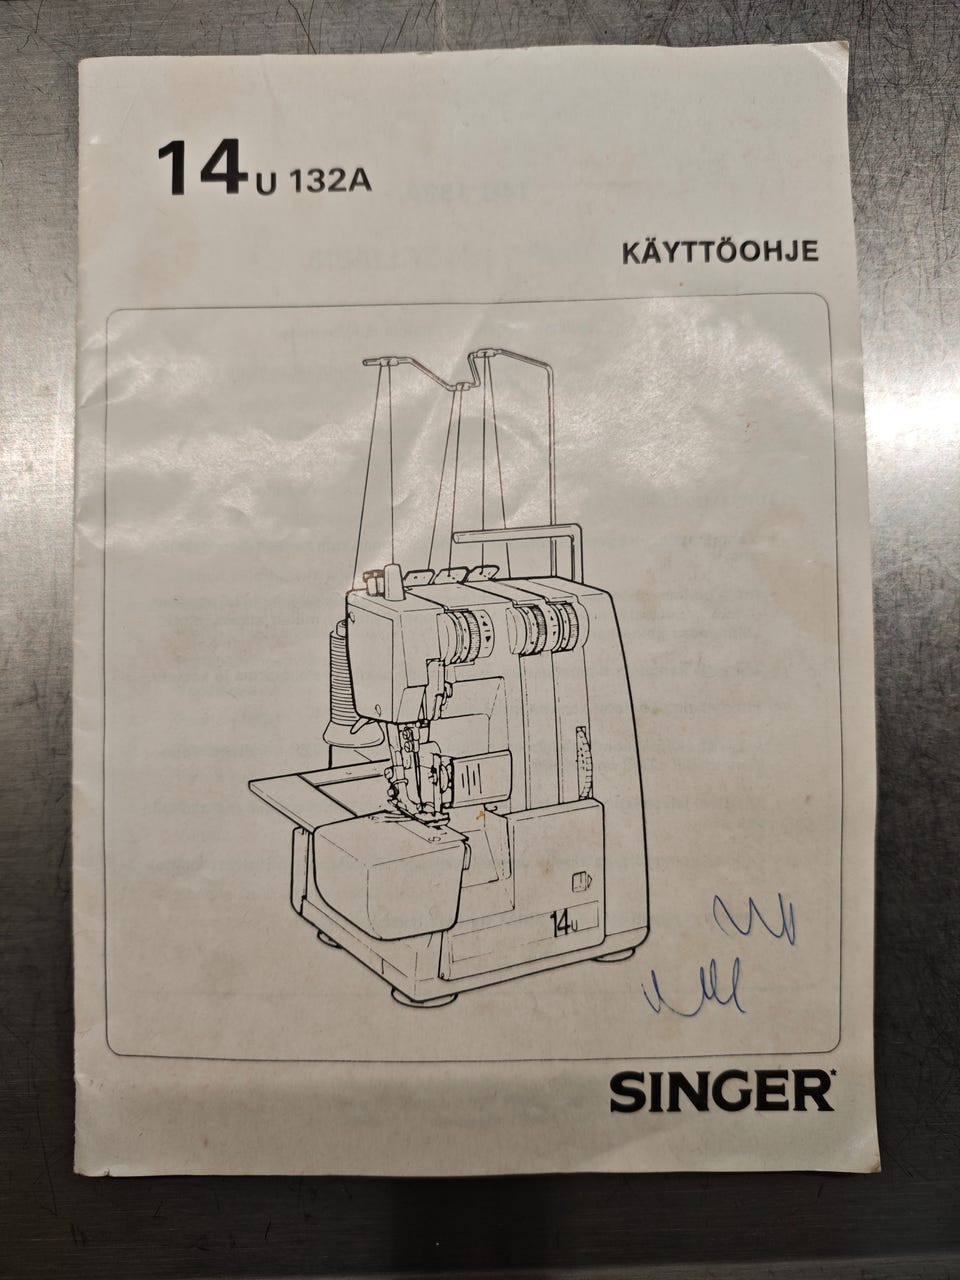 14U 132A
KÄYTTÖOHJE
14U
SINGER*